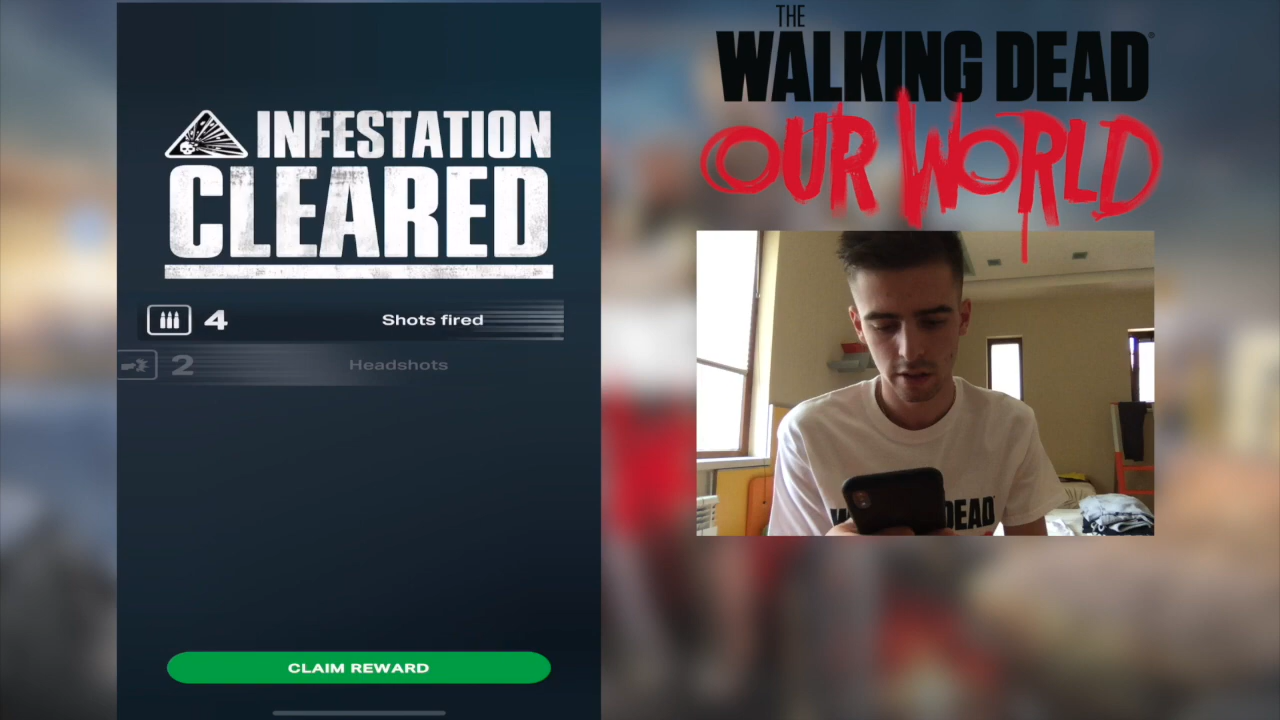 INFESTATION
CLEARED
4 Shots fired
2 Headshots
CLAIM REWARD
THE
WALKING DEAD
OUR WORLD
DEAD